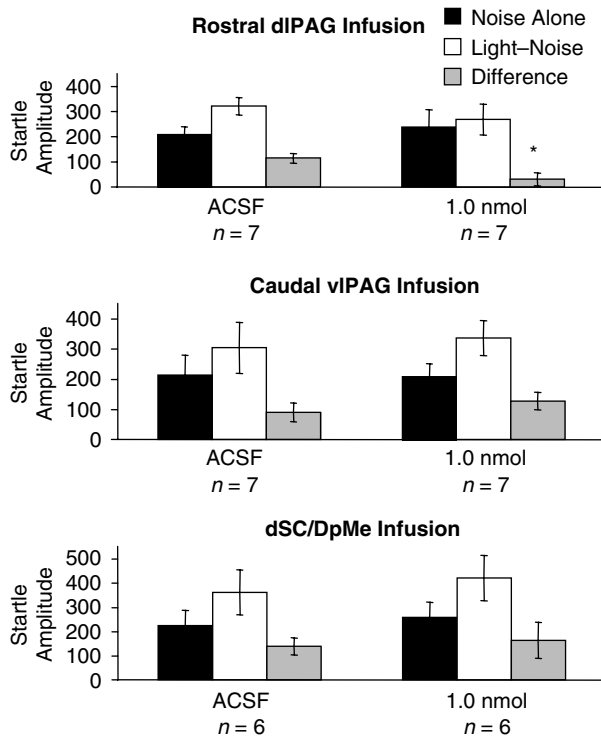 Rostral dlPAG Infusion
Noise Alone
Light–Noise
Difference
Startle
Amplitude
400
300
200
100
0
*
ACSF
n = 7
1.0 nmol
n = 7
Caudal vlPAG Infusion
Startle
Amplitude
400
300
200
100
0
ACSF
n = 7
1.0 nmol
n = 7
dSC/DpMe Infusion
Startle
Amplitude
500
400
300
200
100
0
ACSF
n = 6
1.0 nmol
n = 6